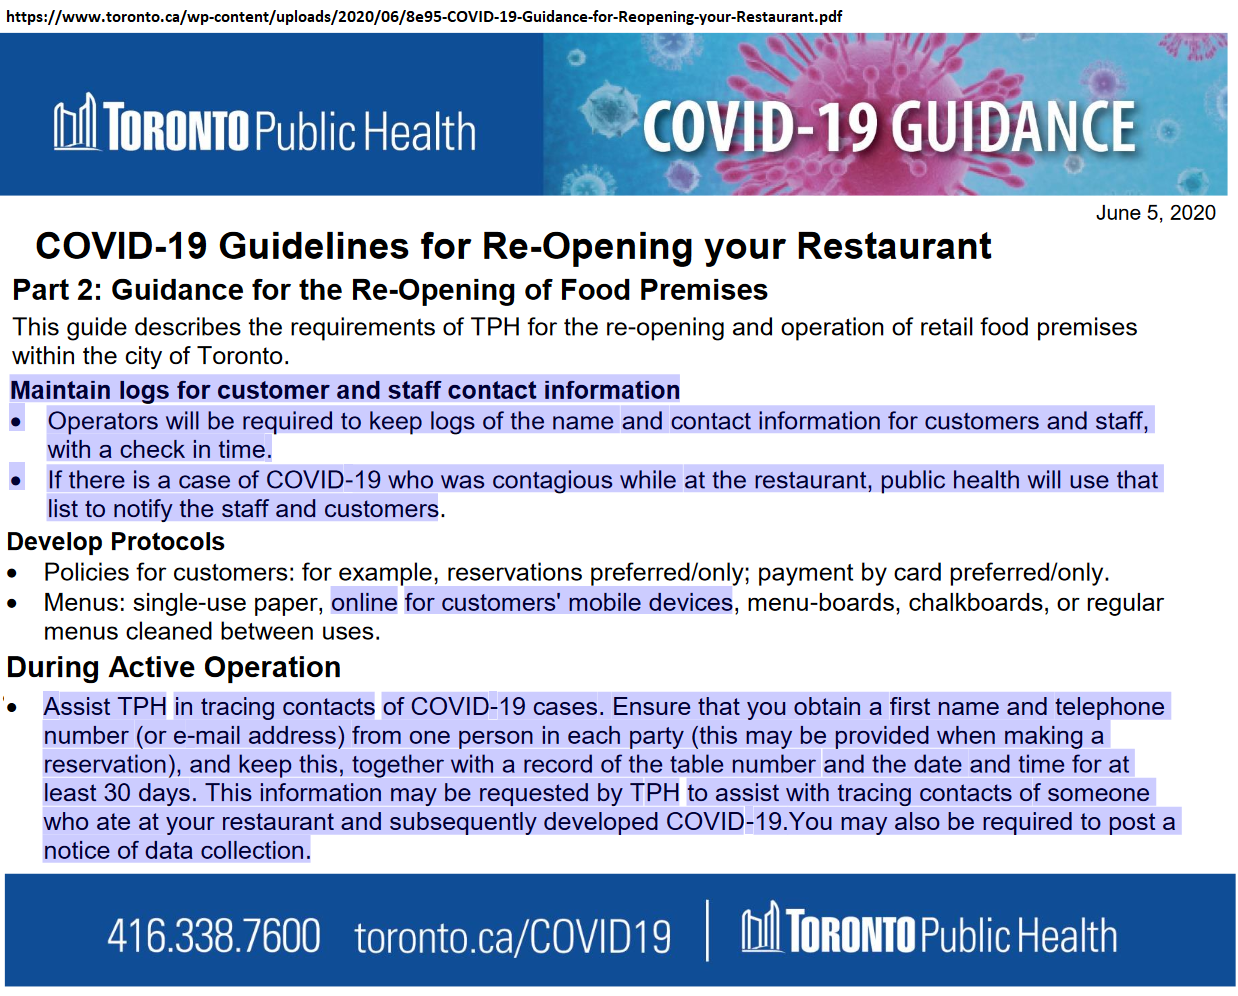 https://www.toronto.ca/wp-content/uploads/2020/06/8e95-COVID-19-Guidance-for-Reopening-your-Restaurant.pdf
TORONTO Public Health
COVID-19 GUIDANCE
June 5, 2020
COVID-19 Guidelines for Re-Opening your Restaurant
Part 2: Guidance for the Re-Opening of Food Premises
This guide describes the requirements of TPH for the re-opening and operation of retail food premises
within the city of Toronto.
Maintain logs for customer and staff contact information
• Operators will be required to keep logs of the name and contact information for customers and staff,
with a check in time.
• If there is a case of COVID-19 who was contagious while at the restaurant, public health will use that
list to notify the staff and customers.
Develop Protocols
• Policies for customers: for example, reservations preferred/only; payment by card preferred/only.
• Menus: single-use paper, online for customers' mobile devices, menu-boards, chalkboards, or regular
menus cleaned between uses.
During Active Operation
• Assist TPH in tracing contacts of COVID-19 cases. Ensure that you obtain a first name and telephone
number (or e-mail address) from one person in each party (this may be provided when making a
reservation), and keep this, together with a record of the table number and the date and time for at
least 30 days. This information may be requested by TPH to assist with tracing contacts of someone
who ate at your restaurant and subsequently developed COVID-19.You may also be required to post a
notice of data collection.
416.338.7600 toronto.ca/COVID19 TORONTO Public Health